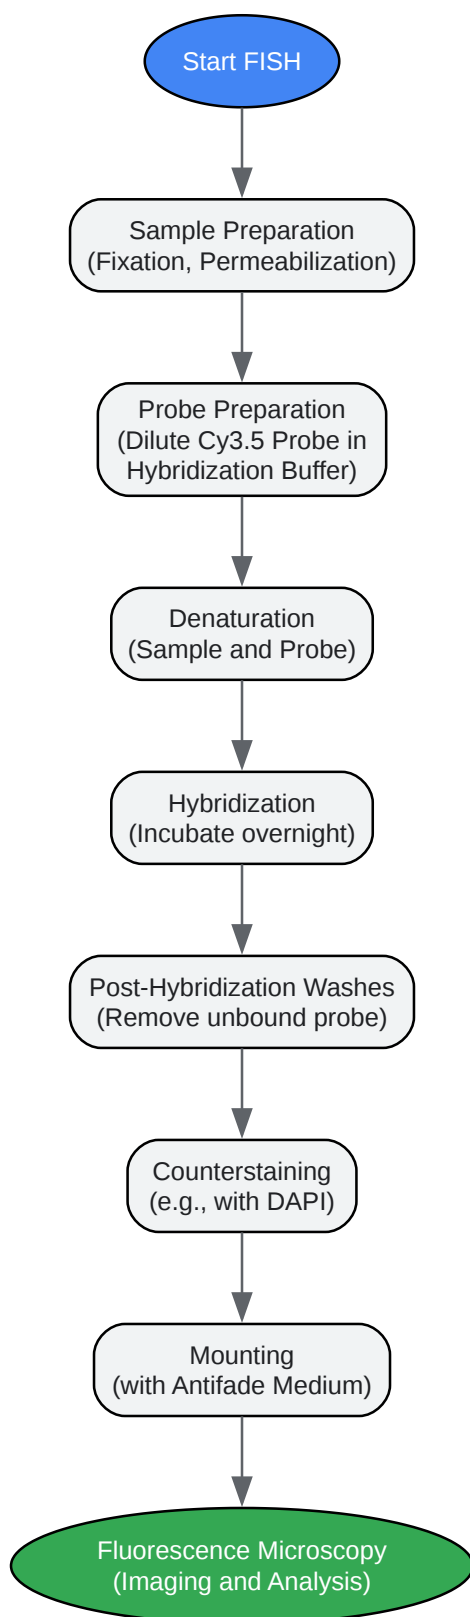 Start FISH
Sample Preparation
(Fixation, Permeabilization)
Probe Preparation
(Dilute Cy3.5 Probe in
Hybridization Buffer)
Denaturation
(Sample and Probe)
Hybridization
(Incubate overnight)
Post-Hybridization Washes
(Remove unbound probe)
Counterstaining
(e.g., with DAPI)
Mounting
(with Antifade Medium)
Fluorescence Microscopy
(Imaging and Analysis)